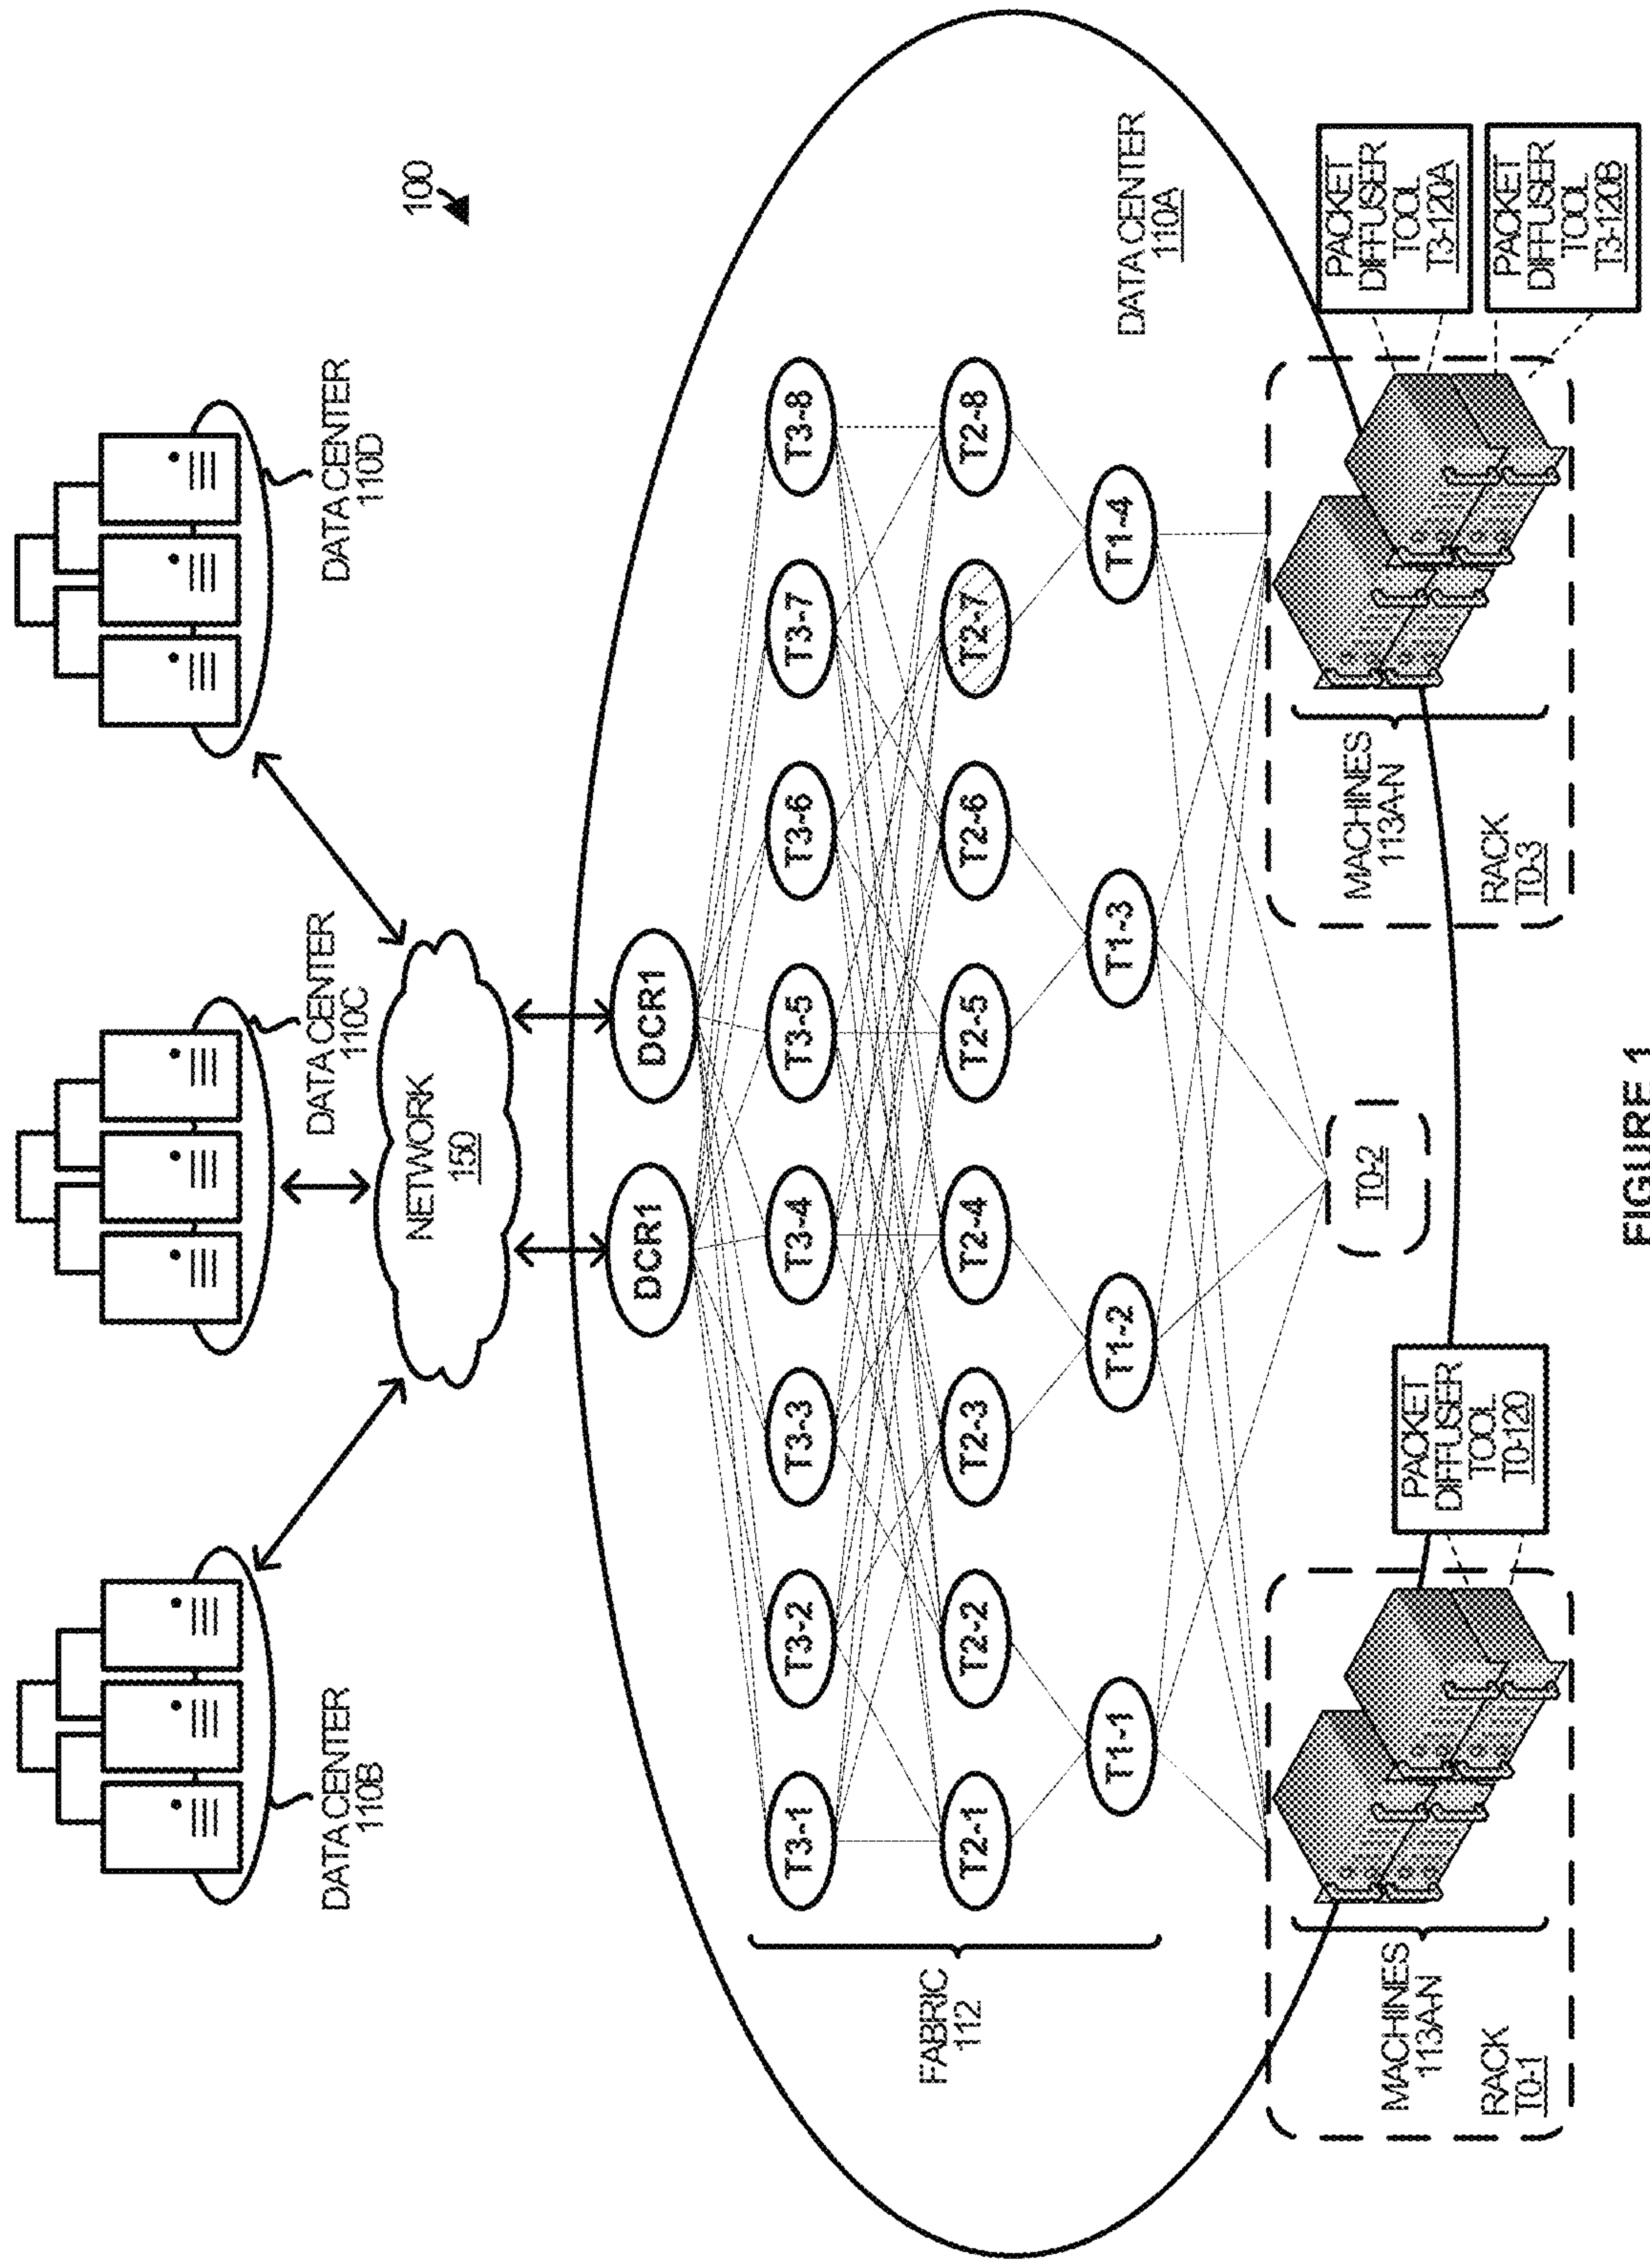 100
DATA CENTER
110B
DATA CENTER
110C
DATA CENTER
110D
NETWORK
150
DCR1
DCR1
T3-1
T3-2
T3-3
T3-4
T3-5
T3-6
T3-7
T3-8
FABRIC
112
T2-1
T2-2
T2-3
T2-4
T2-5
T2-6
T2-7
T2-8
T1-1
T1-2
T1-3
T1-4
DATA CENTER
110A
MACHINES
113A-N
RACK
T0-1
PACKET
DIFFUSER
TOOL
T0-120
T0-2
MACHINES
113A-N
RACK
T0-3
PACKET
DIFFUSER
TOOL
T3-120A
PACKET
DIFFUSER
TOOL
T3-120B
FIGURE 1